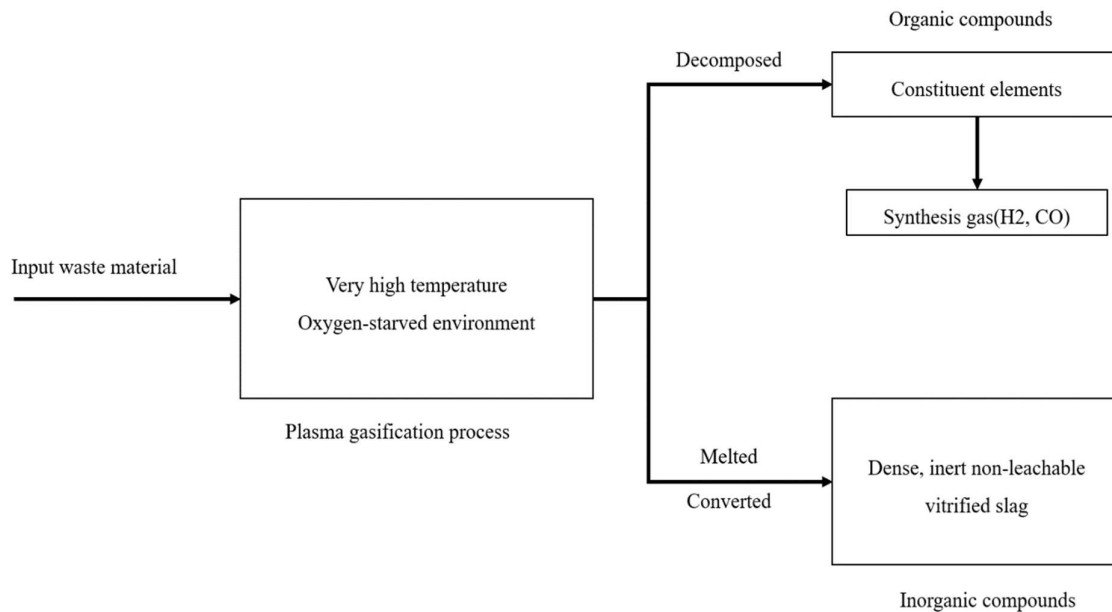 Organic compounds
Decomposed
Constituent elements
Synthesis gas(H2, CO)
Input waste material
Very high temperature
Oxygen-starved environment
Plasma gasification process
Melted
Converted
Dense, inert non-leachable
vitrified slag
Inorganic compounds